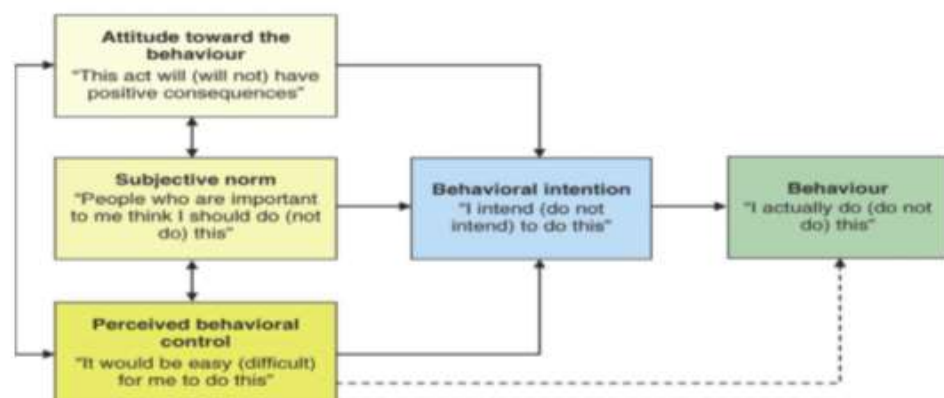 Attitude toward the
behaviour
"This act will (will not) have
positive consequences"
Subjective norm
"People who are important
to me think I should do (not
do) this"
Perceived behavioral
control
"It would be easy (difficult)
for me to do this"
Behavioral intention
"I intend (do not
intend) to do this"
Behaviour
"I actually do (do not
do) this"